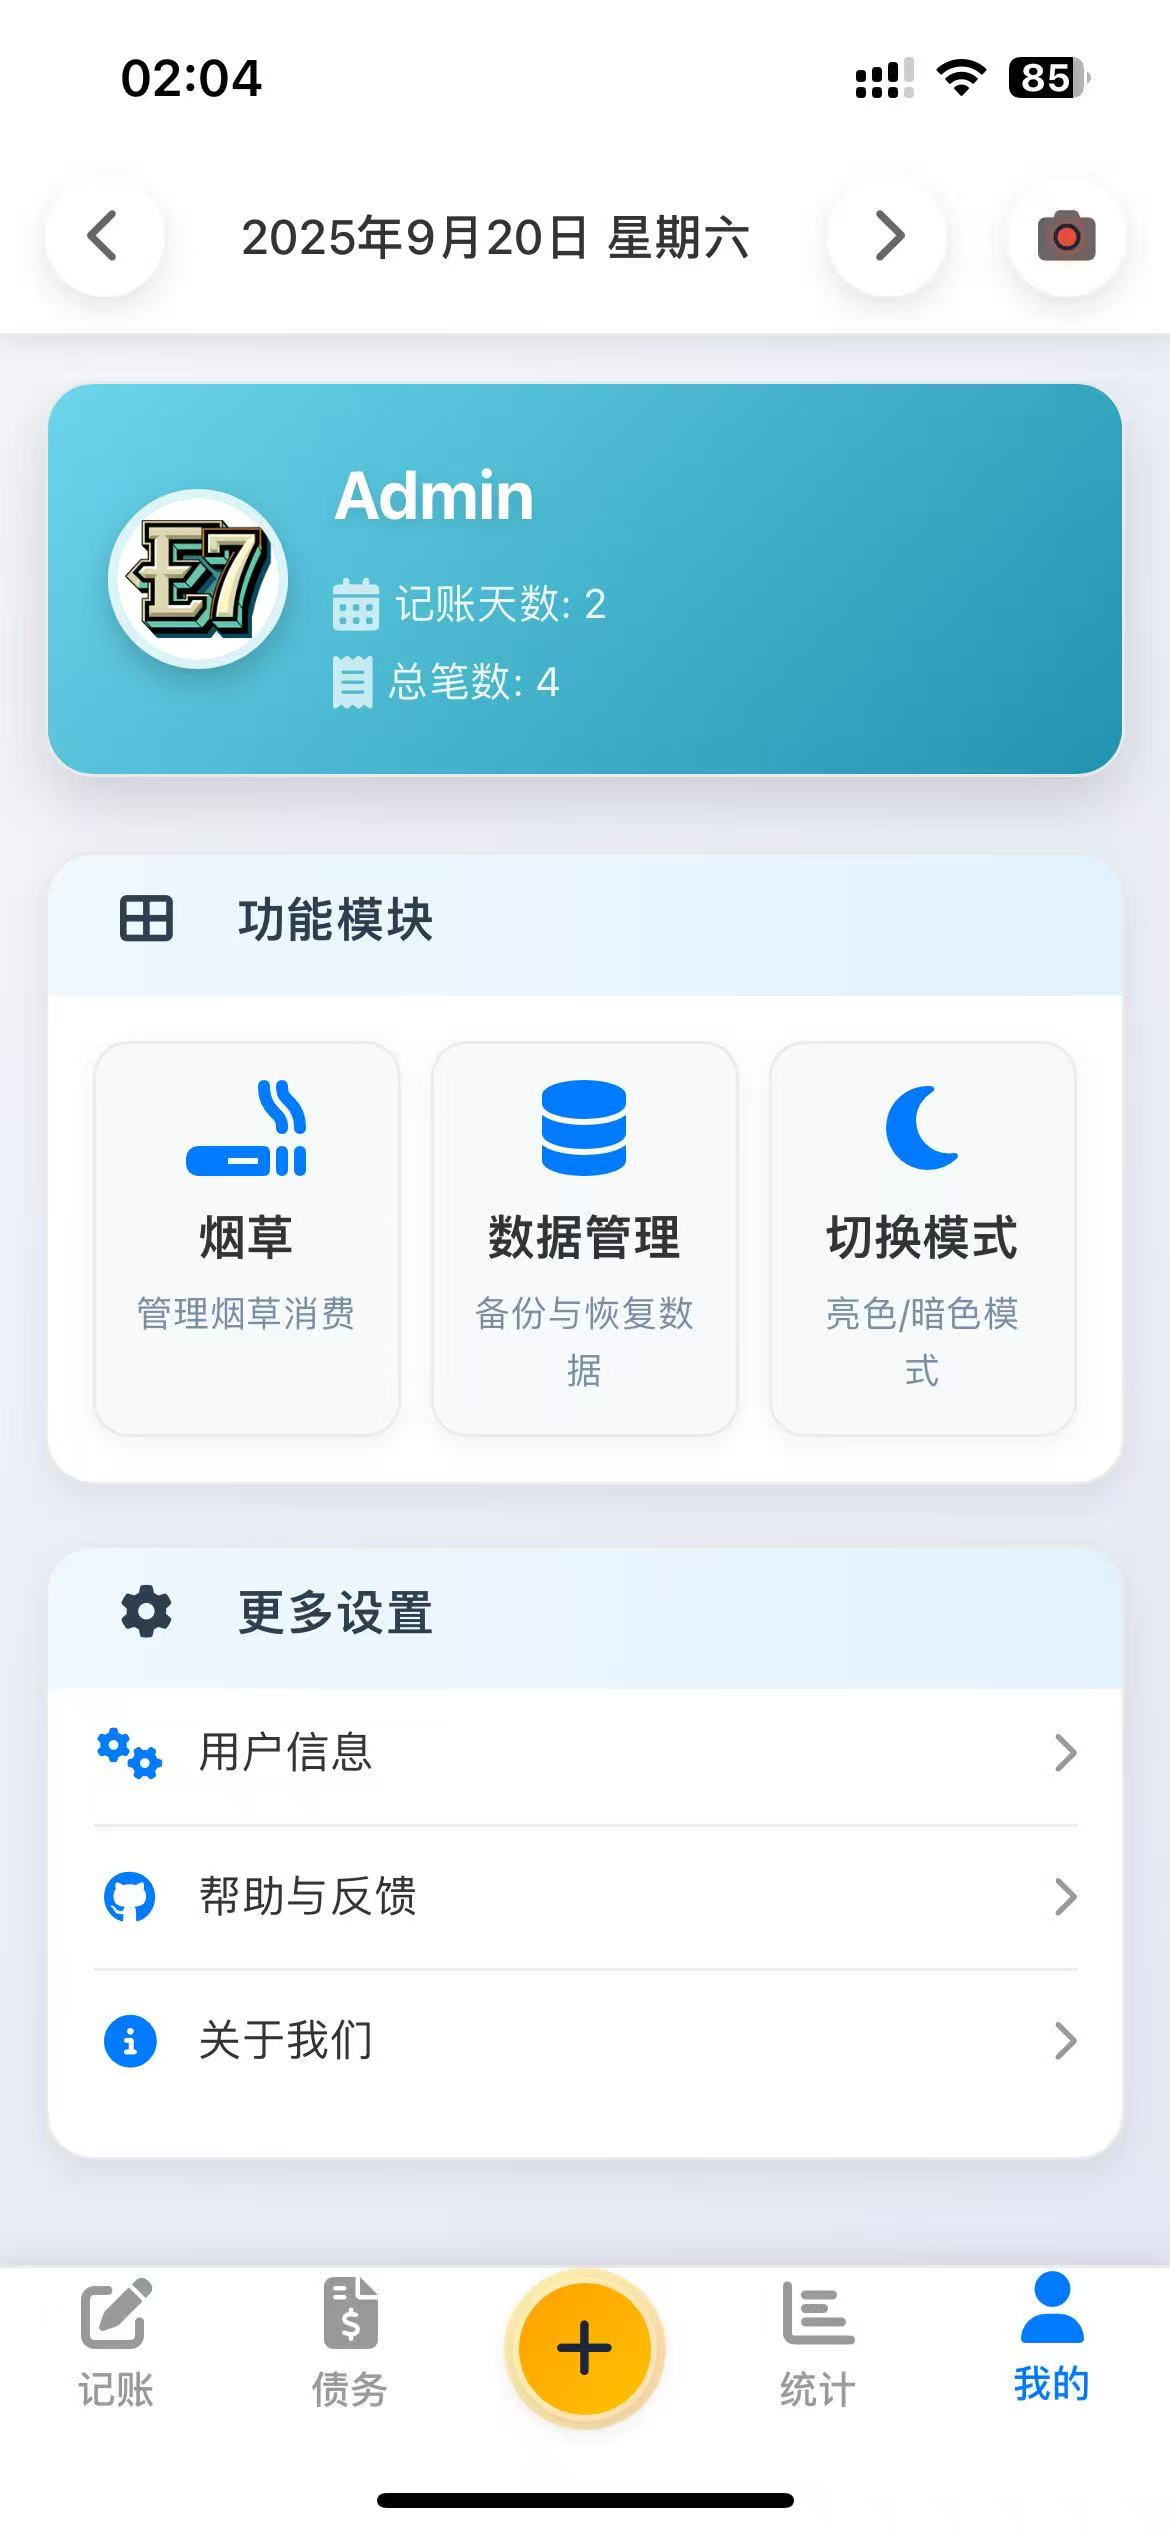 02:04
85
2025年9月20日 星期六
E7
Admin
记账天数: 2
总笔数: 4
功能模块
烟草
管理烟草消费
数据管理
备份与恢复数
据
切换模式
亮色/暗色模
式
更多设置
用户信息
帮助与反馈
关于我们
记账
债务
统计
我的